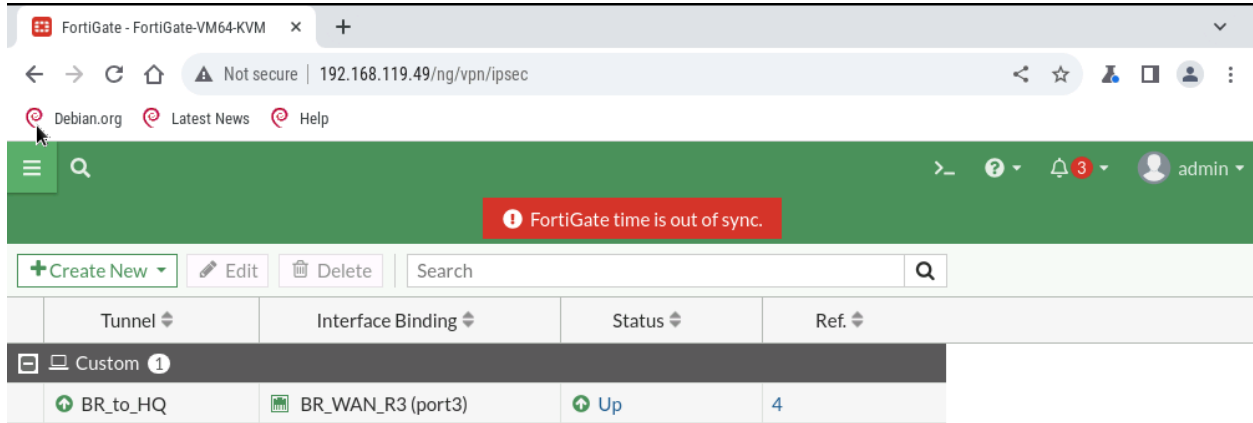 FortiGate - FortiGate-VM64-KVM
Not secure | 192.168.119.49/ng/vpn/ipsec
Debian.org Latest News Help
>_ ? 3 admin
FortiGate time is out of sync.
+Create New Edit Delete Search
Tunnel Interface Binding Status Ref.
Custom 1
BR_to_HQ BR_WAN_R3 (port3) Up 4